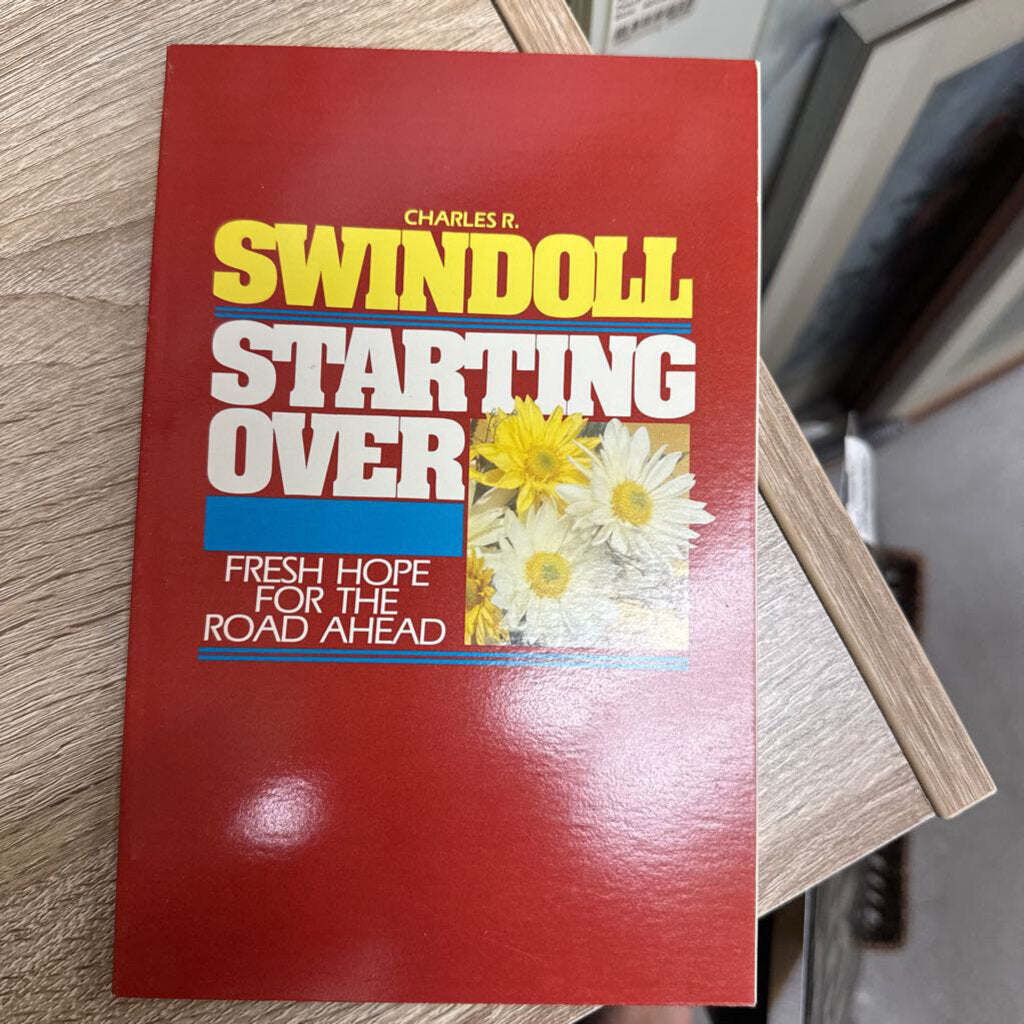 CHARLES R.
SWINDOLL
STARTING
OVER
FRESH HOPE
FOR THE
ROAD AHEAD